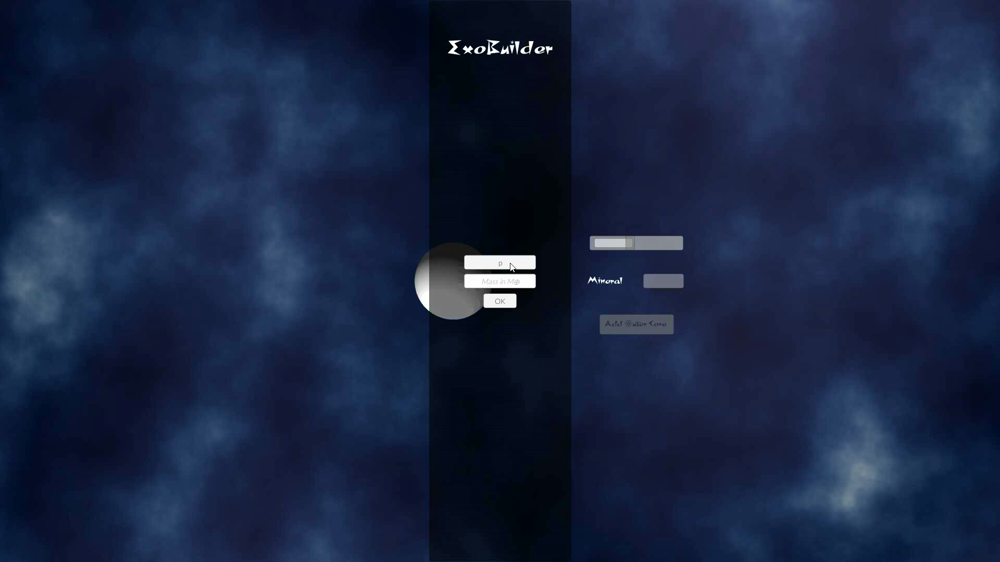 ExoBuilder
p
Mass in M⊕
OK
Mineral
Add Outer Core